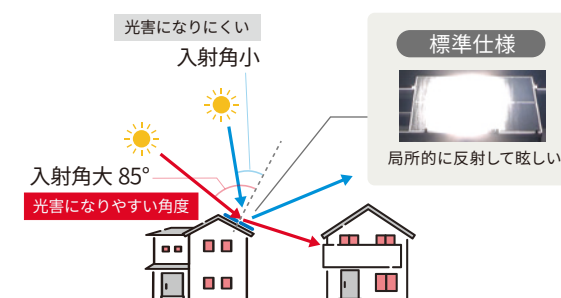 光害になりにくい
入射角小
標準仕様
局所的に反射して眩しい
入射角大 85°
光害になりやすい角度